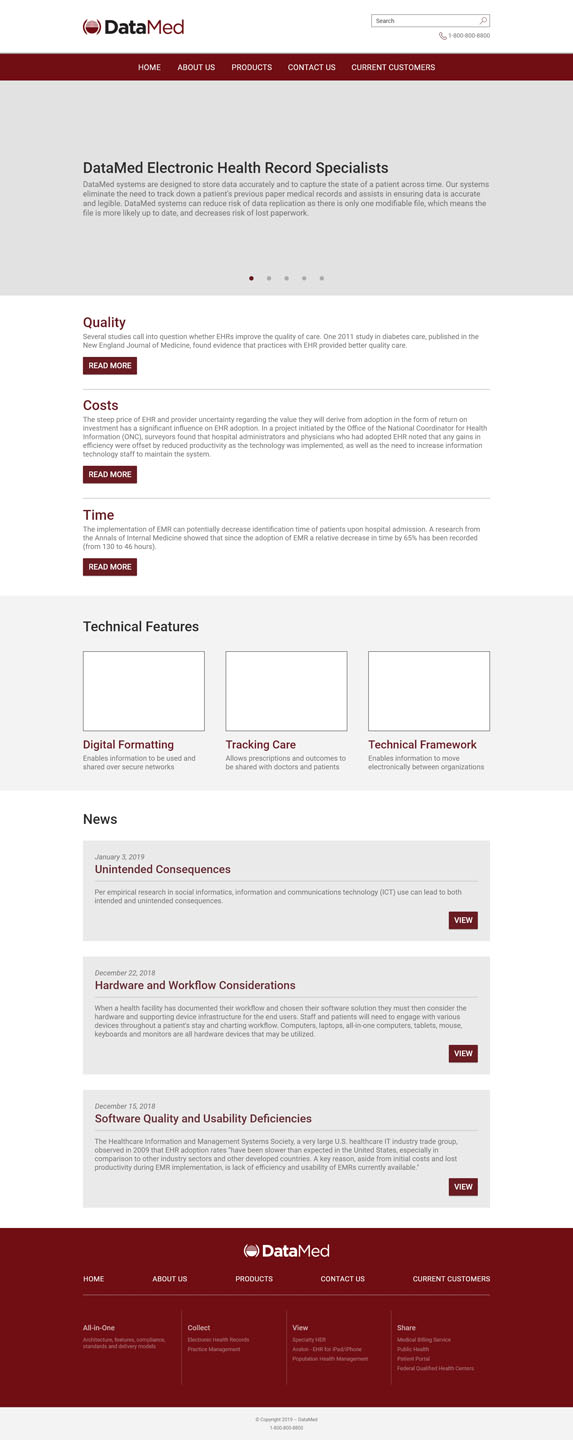 DataMed
Search
1-800-800-8800
HOME
ABOUT US
PRODUCTS
CONTACT US
CURRENT CUSTOMERS
DataMed Electronic Health Record Specialists
DataMed systems are designed to store data accurately and to capture the state of a patient across time. Our systems
eliminate the need to track down a patient's previous paper medical records and assists in ensuring data is accurate
and legible. DataMed systems can reduce risk of data replication as there is only one modifiable file, which means the
file is more likely up to date, and decreases risk of lost paperwork.
Quality
Several studies call into question whether EHRs improve the quality of care. One 2011 study in diabetes care, published in the
New England Journal of Medicine, found evidence that practices with EHR provided better quality care.
READ MORE
Costs
The steep price of EHR and provider uncertainty regarding the value they will derive from adoption in the form of return on
investment has a significant influence on EHR adoption. In a project initiated by the Office of the National Coordinator for Health
Information (ONC), surveyors found that hospital administrators and physicians who had adopted EHR noted that any gains in
efficiency were offset by reduced productivity as the technology was implemented, as well as the need to increase information
technology staff to maintain the system.
READ MORE
Time
The implementation of EMR can potentially decrease identification time of patients upon hospital admission. A research from
the Annals of Internal Medicine showed that since the adoption of EMR a relative decrease in time by 65% has been recorded
(from 130 to 46 hours).
READ MORE
Technical Features
Digital Formatting
Enables information to be used and
shared over secure networks
Tracking Care
Allows prescriptions and outcomes to
be shared with doctors and patients
Technical Framework
Enables information to move
electronically between organizations
News
January 3, 2019
Unintended Consequences
Per empirical research in social informatics, information and communications technology (ICT) use can lead to both
intended and unintended consequences.
VIEW
December 22, 2018
Hardware and Workflow Considerations
When a health facility has documented their workflow and chosen their software solution they must then consider the
hardware and supporting device infrastructure for the end users. Staff and patients will need to engage with various
devices throughout a patient's stay and charting workflow. Computers, laptops, all-in-one computers, tablets, mouse,
keyboards and monitors are all hardware devices that may be utilized.
VIEW
December 15, 2018
Software Quality and Usability Deficiencies
The Healthcare Information and Management Systems Society, a very large U.S. healthcare IT industry trade group,
observed in 2009 that EHR adoption rates "have been slower than expected in the United States, especially in
comparison to other industry sectors and other developed countries. A key reason, aside from initial costs and lost
productivity during EMR implementation, is lack of efficiency and usability of EMRs currently available."
VIEW
DataMed
HOME
ABOUT US
PRODUCTS
CONTACT US
CURRENT CUSTOMERS
All-in-One
Architecture, features, compliance,
standards and delivery models
Collect
Electronic Health Records
Practice Management
View
Specialty HER
Avalon - EHR for iPad/iPhone
Population Health Management
Share
Medical Billing Service
Public Health
Patient Portal
Federal Qualified Health Centers
© Copyright 2019 – DataMed
1-800-800-8800